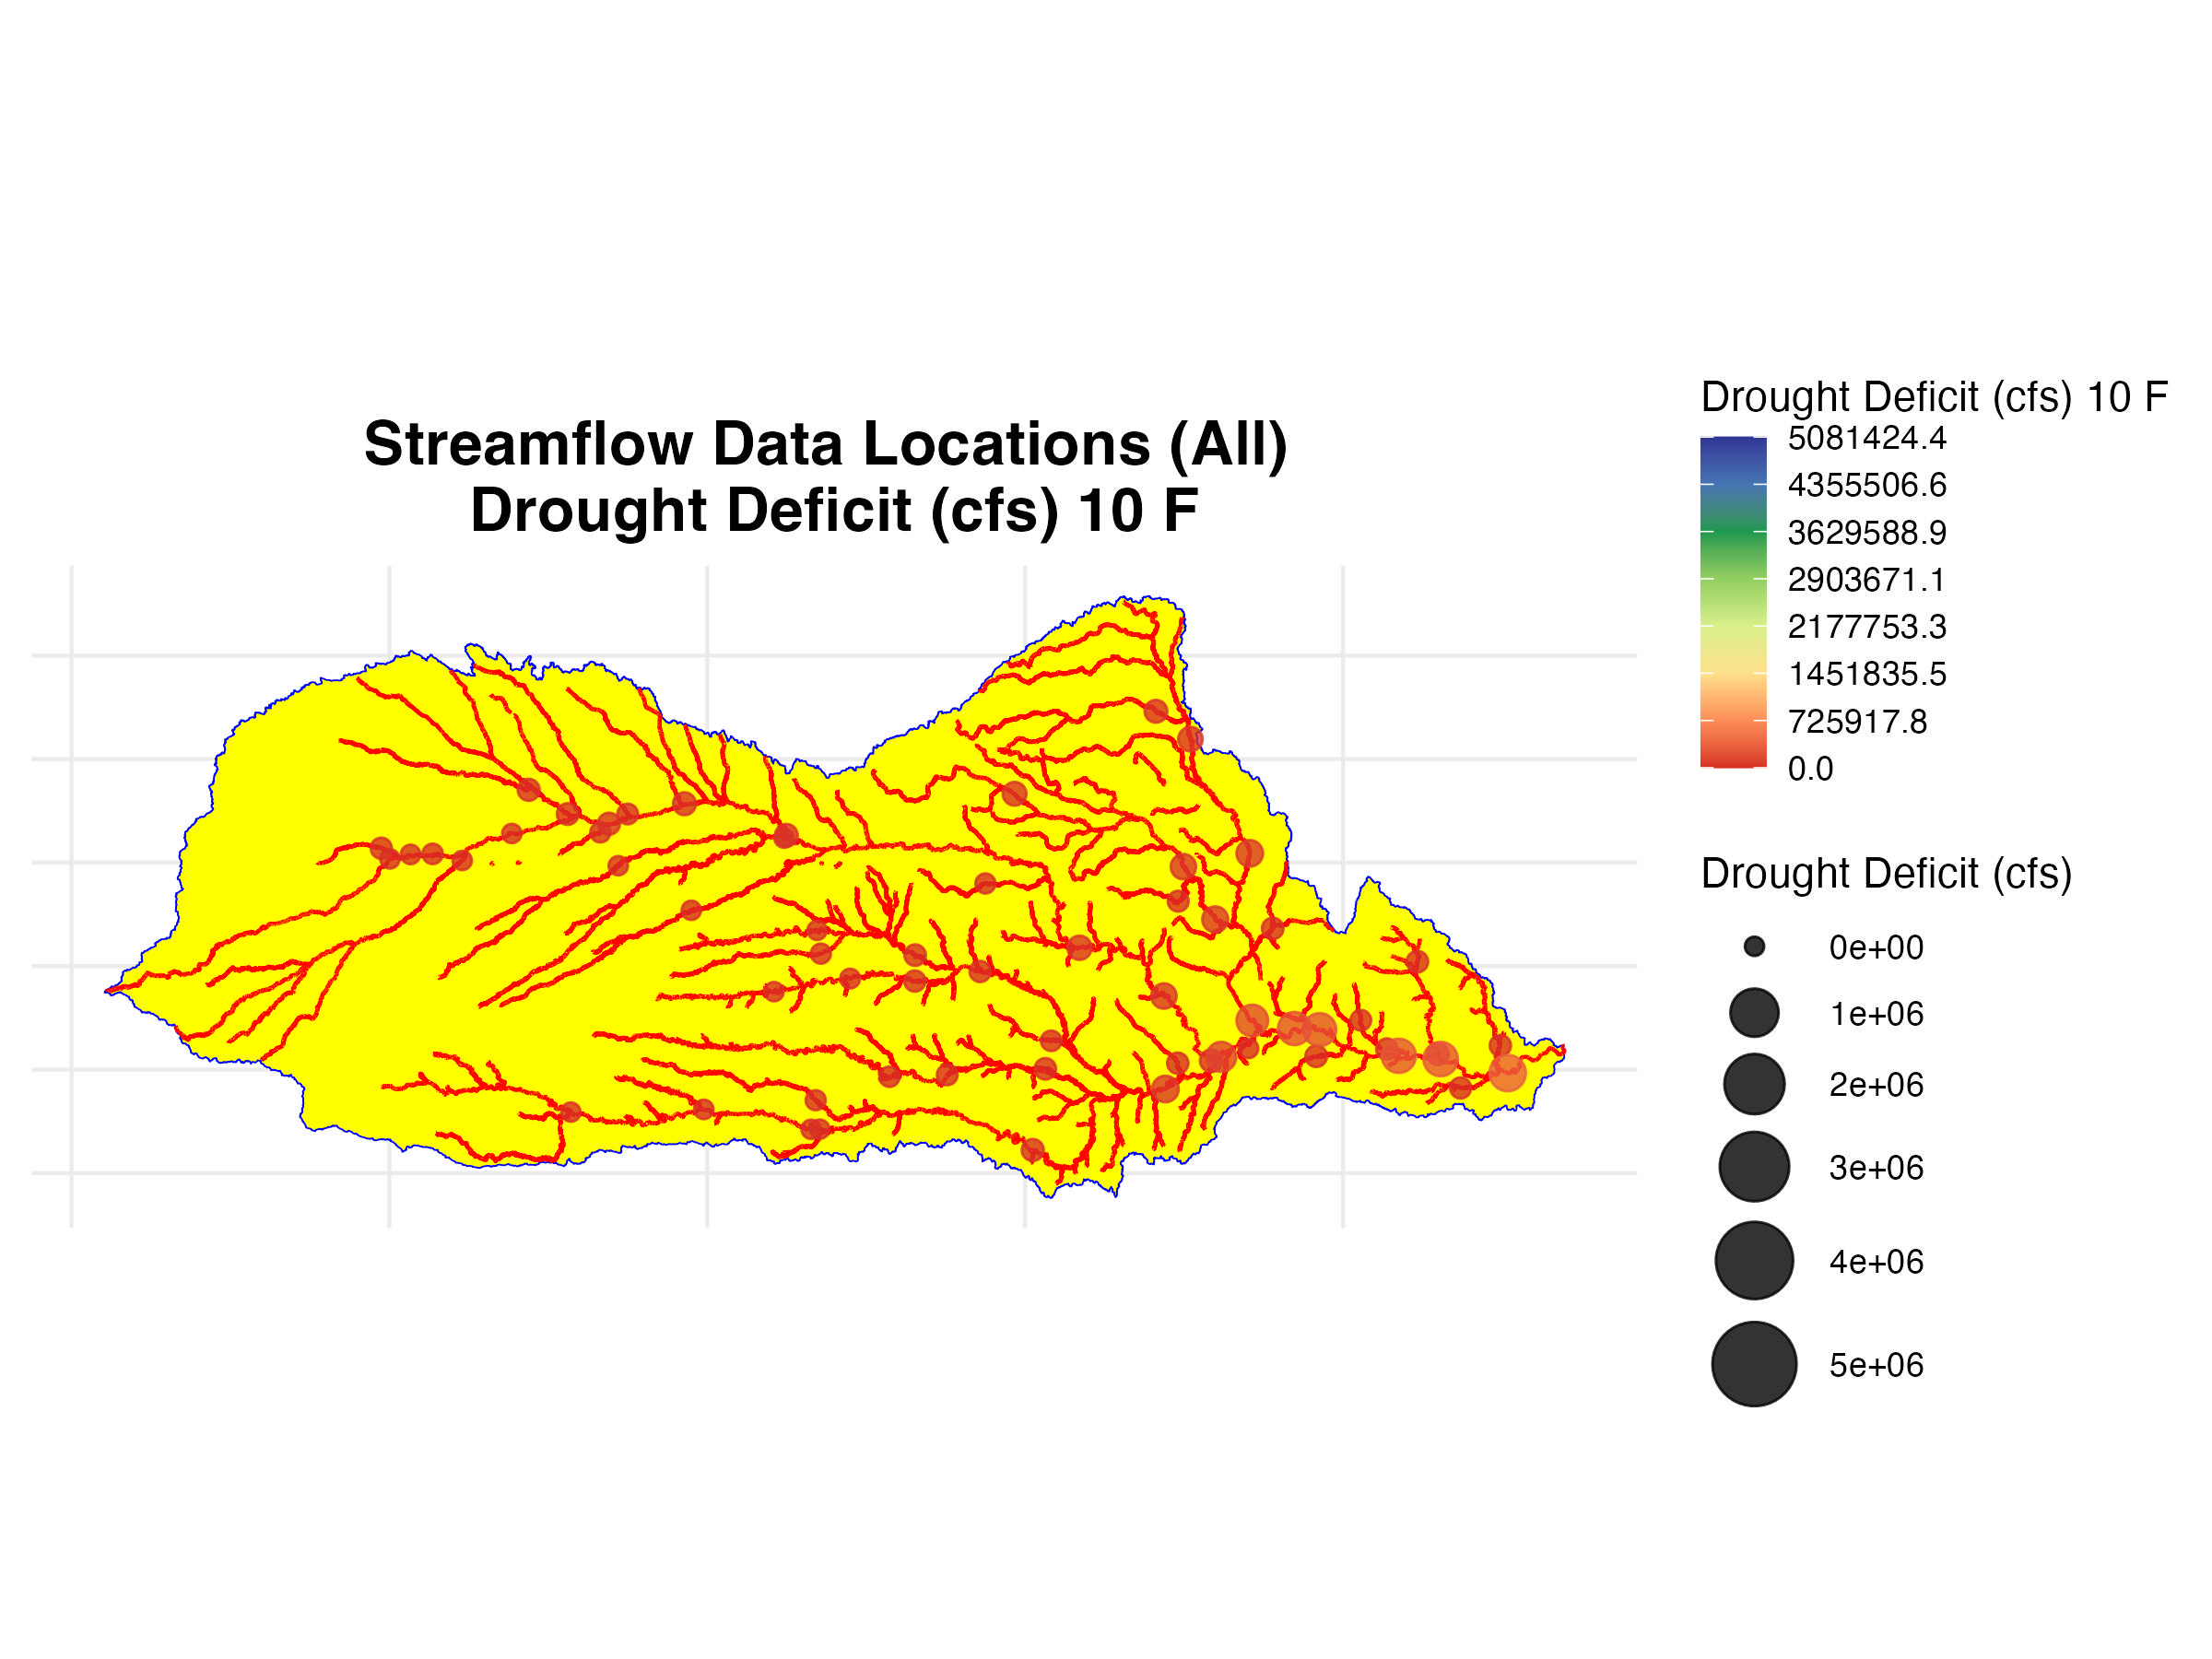 Streamflow Data Locations (All)
Drought Deficit (cfs) 10 F
Drought Deficit (cfs) 10 F
5081424.4
4355506.6
3629588.9
2903671.1
2177753.3
1451835.5
725917.8
0.0
Drought Deficit (cfs)
0e+00
1e+06
2e+06
3e+06
4e+06
5e+06